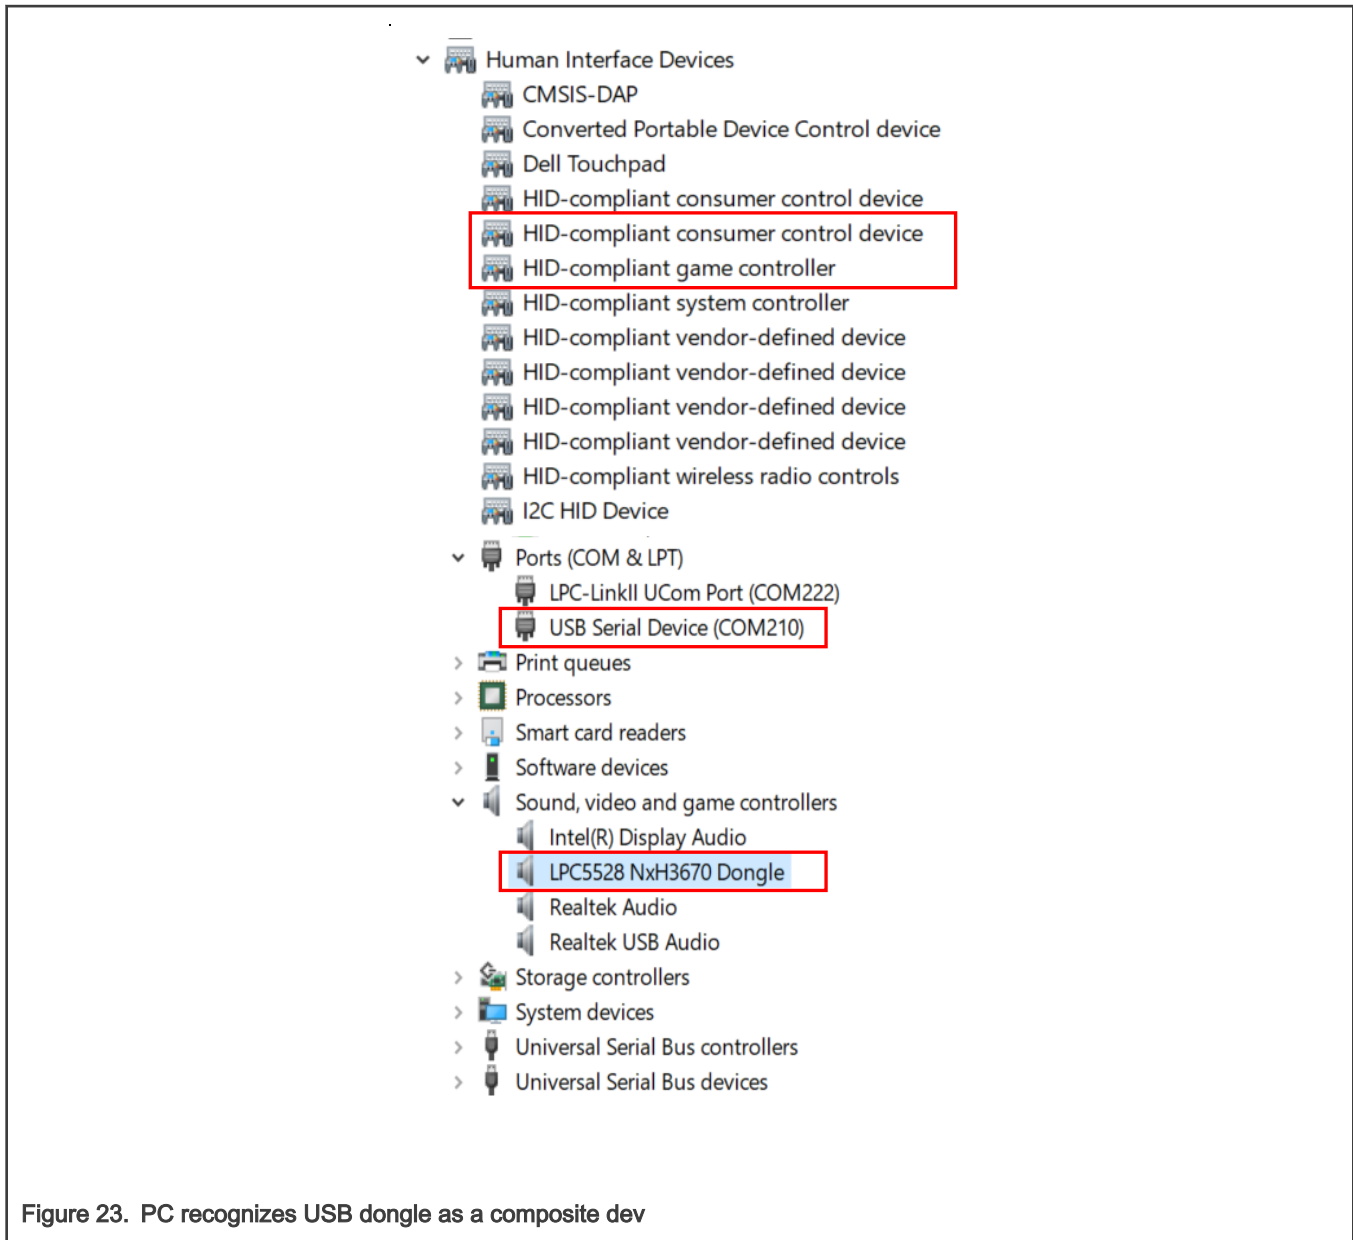 Human Interface Devices
CMSIS-DAP
Converted Portable Device Control device
Dell Touchpad
HID-compliant consumer control device
HID-compliant consumer control device
HID-compliant game controller
HID-compliant system controller
HID-compliant vendor-defined device
HID-compliant vendor-defined device
HID-compliant vendor-defined device
HID-compliant vendor-defined device
HID-compliant wireless radio controls
I2C HID Device
Ports (COM & LPT)
LPC-LinkII UCom Port (COM222)
USB Serial Device (COM210)
Print queues
Processors
Smart card readers
Software devices
Sound, video and game controllers
Intel(R) Display Audio
LPC5528 NxH3670 Dongle
Realtek Audio
Realtek USB Audio
Storage controllers
System devices
Universal Serial Bus controllers
Universal Serial Bus devices
Figure 23. PC recognizes USB dongle as a composite dev